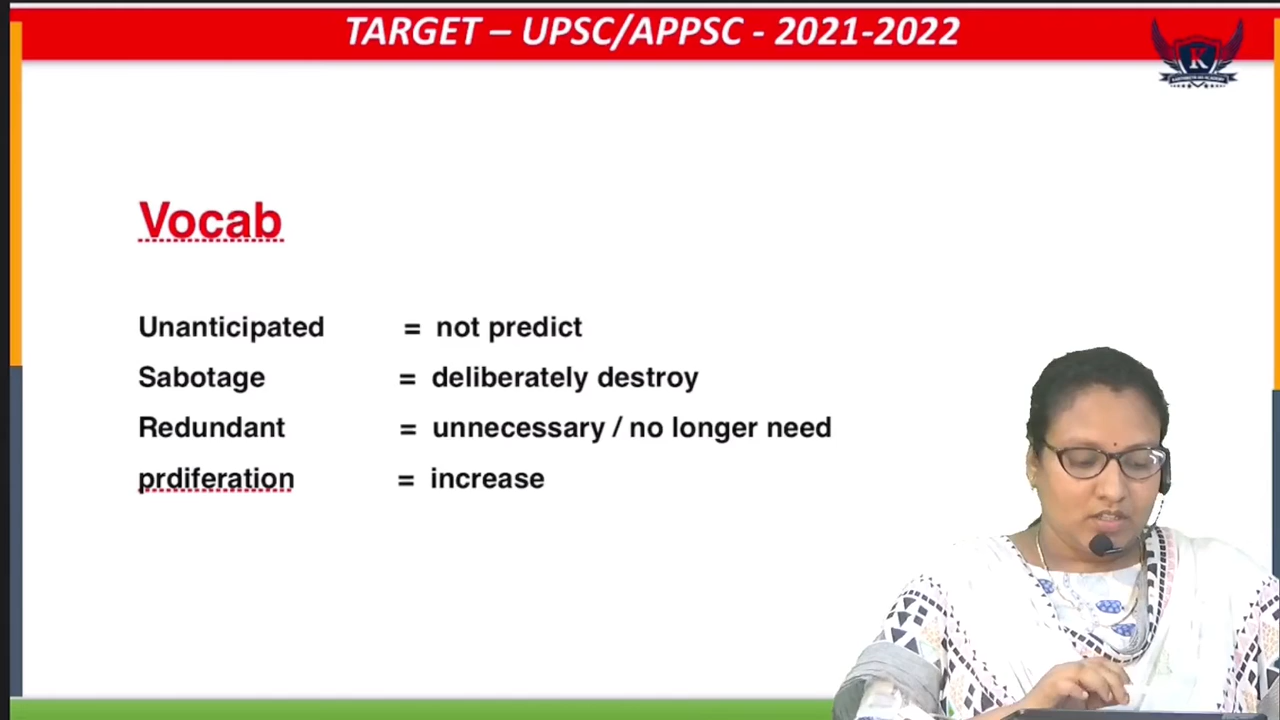 TARGET – UPSC/APPSC - 2021-2022
K
Vocab
Unanticipated = not predict
Sabotage = deliberately destroy
Redundant = unnecessary / no longer need
prdiferation = increase